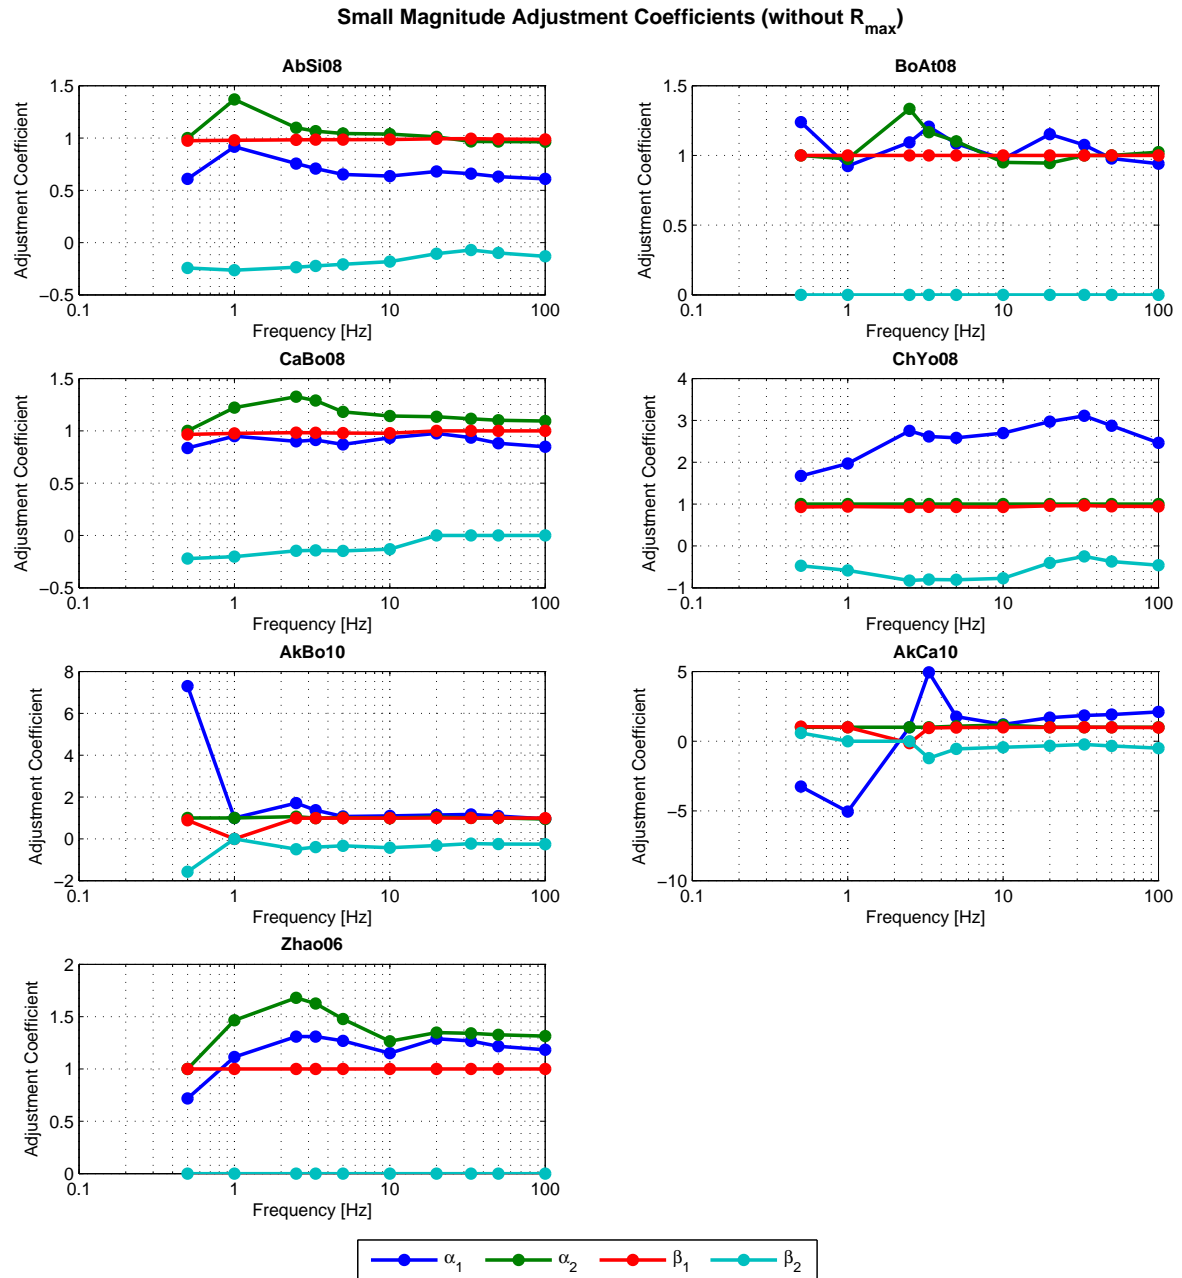 Small Magnitude Adjustment Coefficients (without R_max)
AbSi08
1.5
1
0.5
0
−0.5
0.1
1
10
100
Adjustment Coefficient
Frequency [Hz]
BoAt08
1.5
1
0.5
0
0.1
1
10
100
Adjustment Coefficient
Frequency [Hz]
CaBo08
1.5
1
0.5
0
−0.5
0.1
1
10
100
Adjustment Coefficient
Frequency [Hz]
ChYo08
4
3
2
1
0
−1
0.1
1
10
100
Adjustment Coefficient
Frequency [Hz]
AkBo10
8
6
4
2
0
−2
0.1
1
10
100
Adjustment Coefficient
Frequency [Hz]
AkCa10
5
0
−5
−10
0.1
1
10
100
Adjustment Coefficient
Frequency [Hz]
Zhao06
2
1.5
1
0.5
0
0.1
1
10
100
Adjustment Coefficient
Frequency [Hz]
α_1 α_2 β_1 β_2